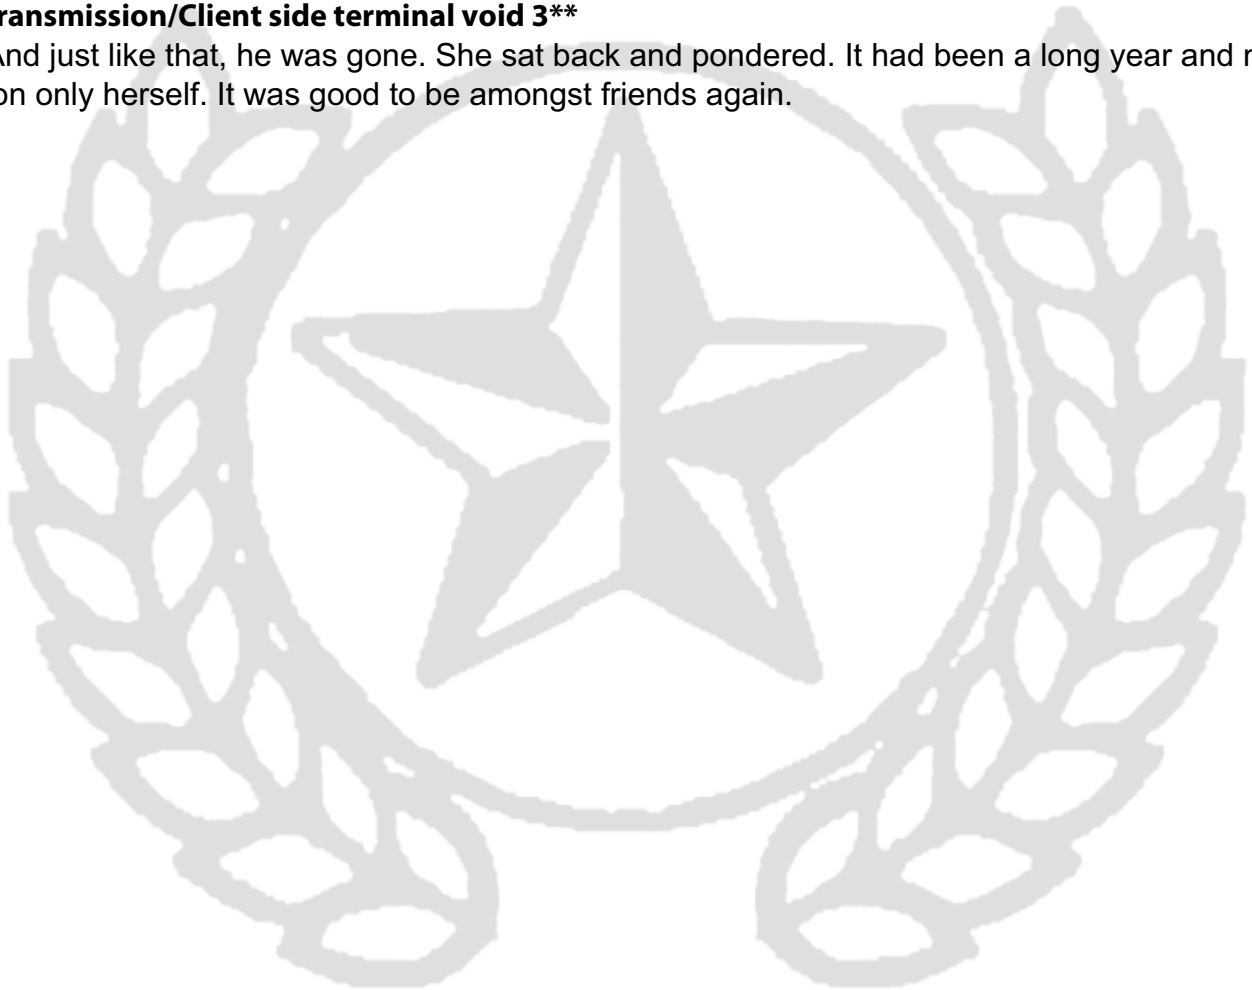 ransmission/Client side terminal void 3**
And just like that, he was gone. She sat back and pondered. It had been a long year and
on only herself. It was good to be amongst friends again.